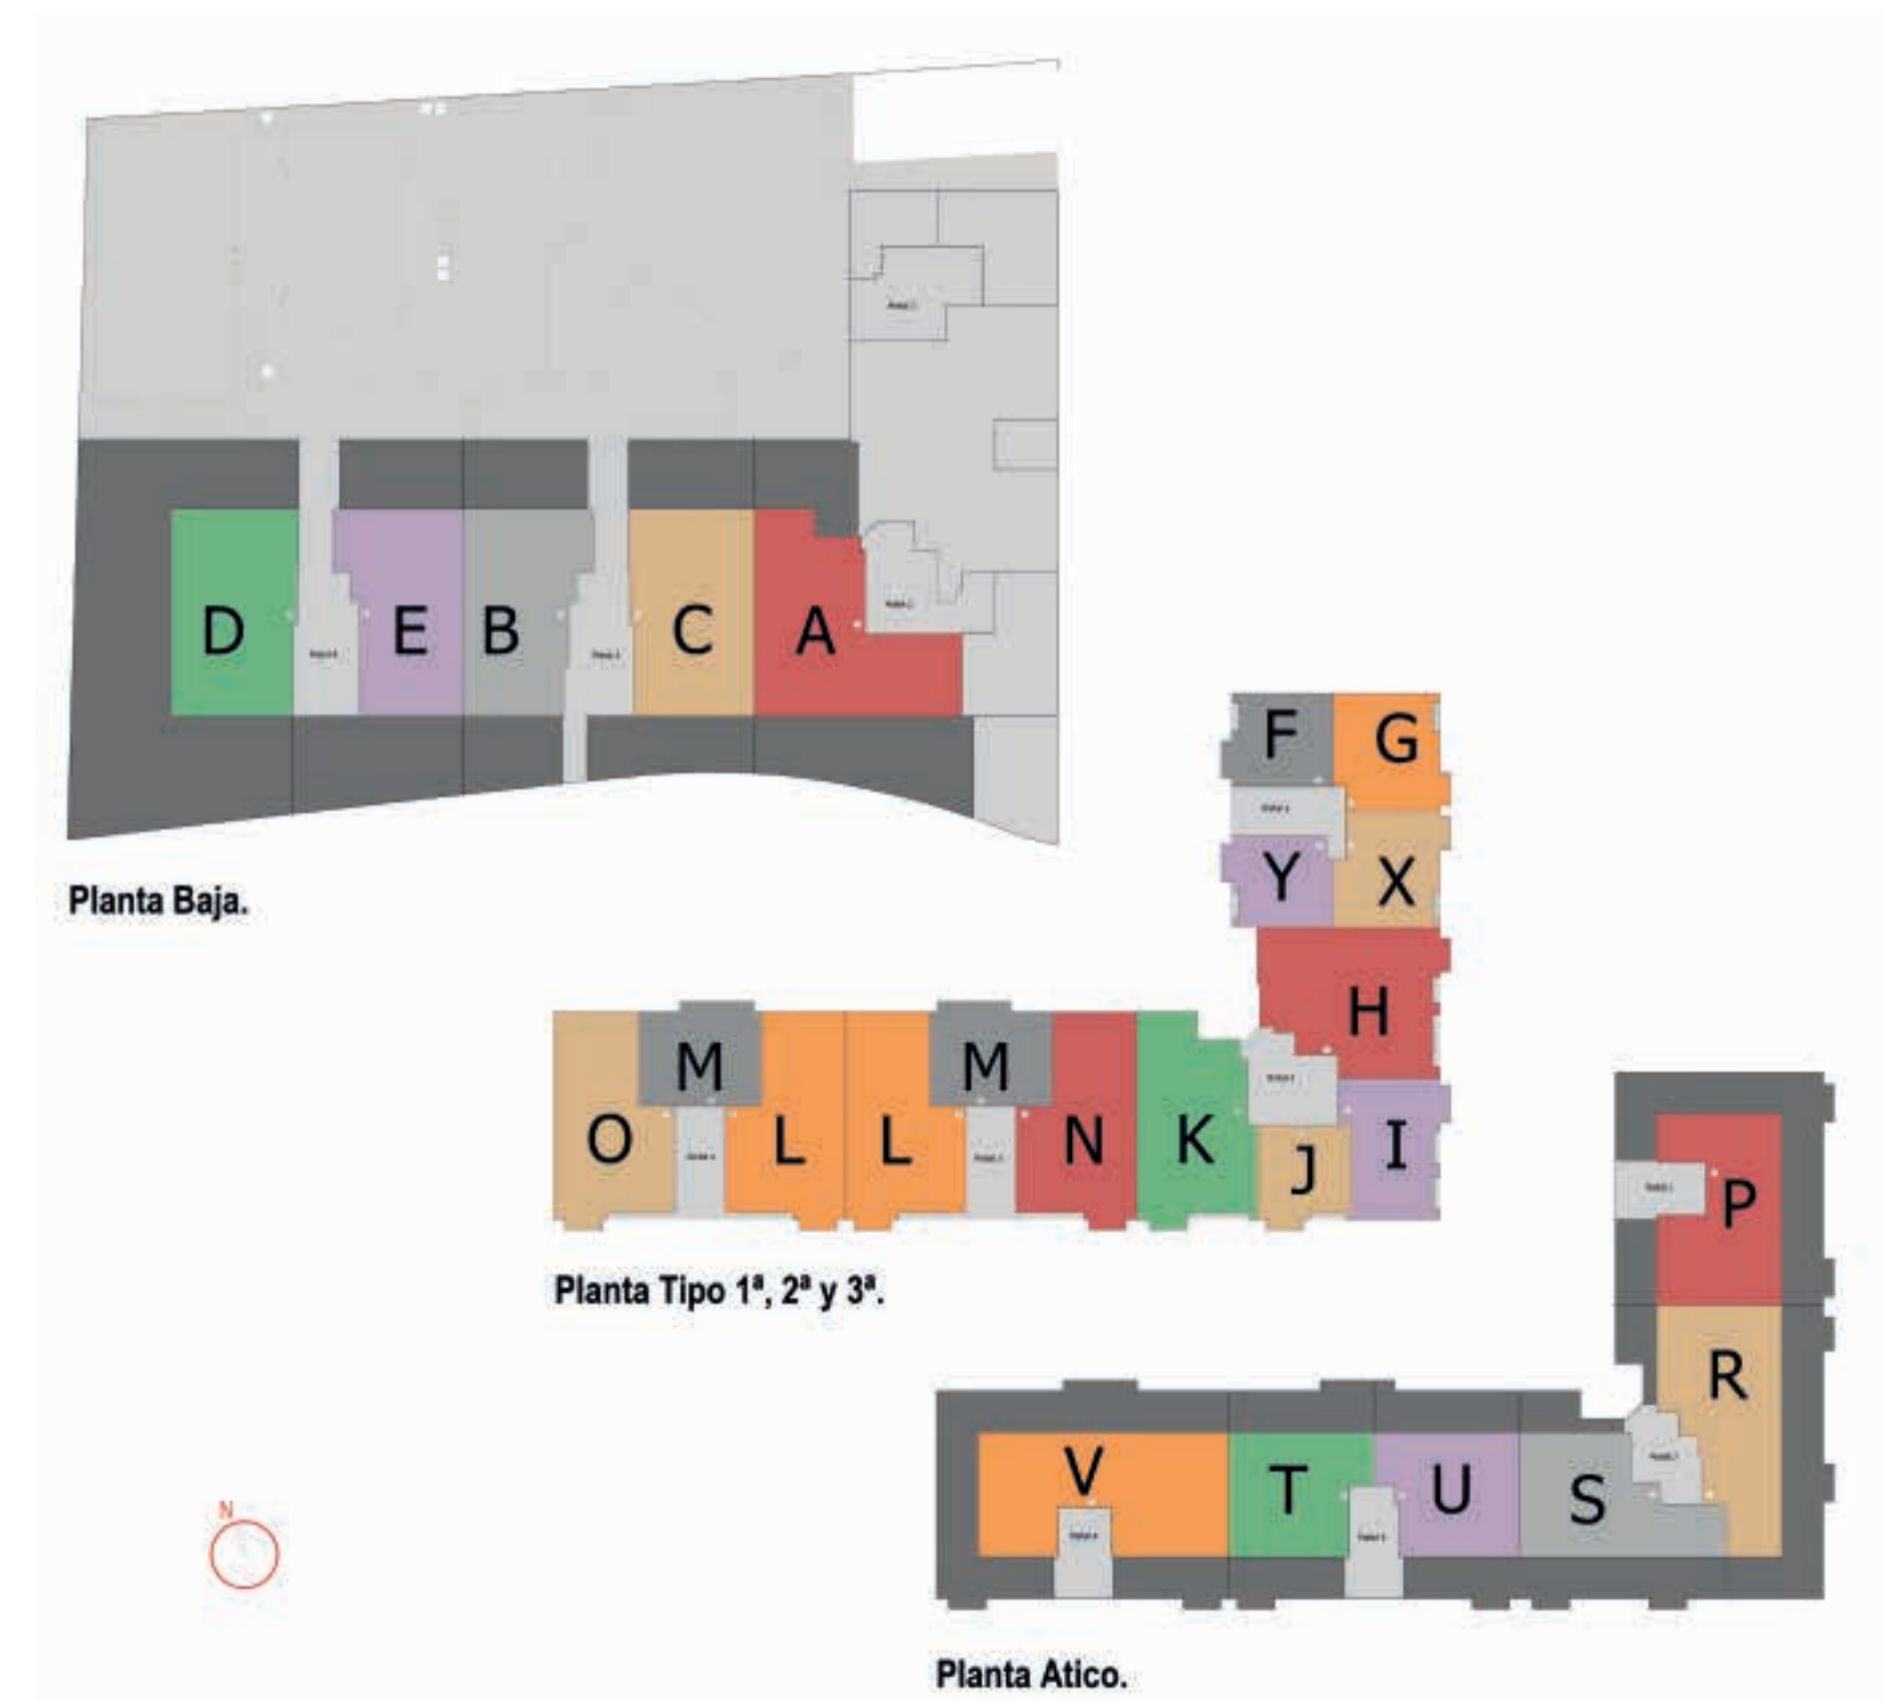 D E B C A
Planta Baja.
F G
Y X
H
M M
O L L N K J I
Planta Tipo 1ª, 2ª y 3ª.
P
R
V T U S
N
Planta Atico.